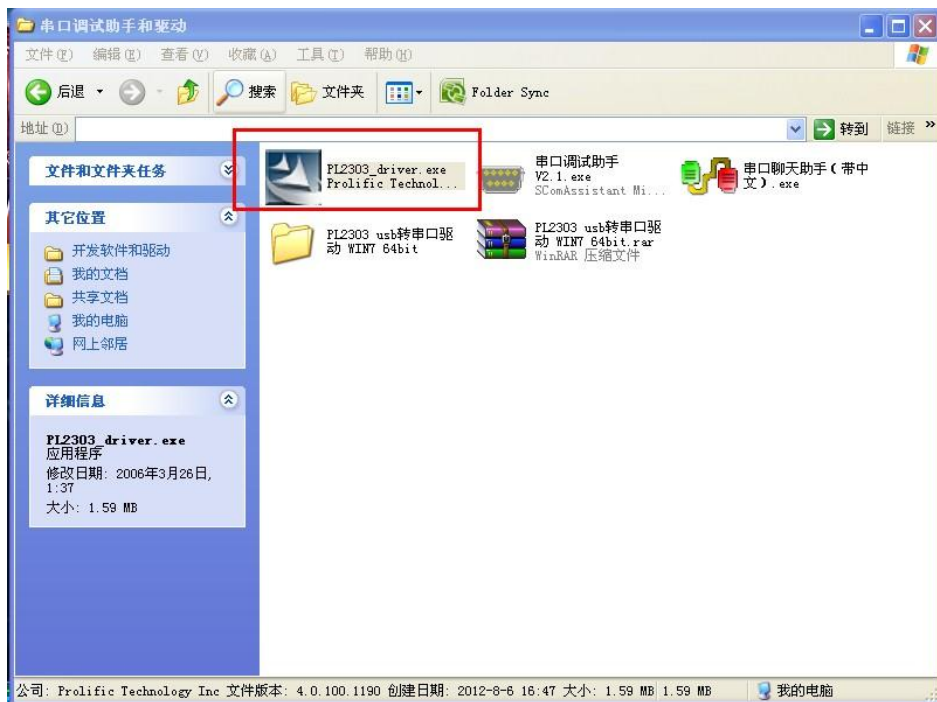 串口调试助手和驱动
文件(F) 编辑(E) 查看(V) 收藏(A) 工具(T) 帮助(H)
后退 搜索 文件夹 Folder Sync
地址(D) 转到 链接 »
文件和文件夹任务
其它位置
开发软件和驱动
我的文档
共享文档
我的电脑
网上邻居
详细信息
PL2303_driver.exe
应用程序
修改日期: 2006年3月26日,
1:37
大小: 1.59 MB
PL2303_driver.exe
Prolific Technol...
串口调试助手
V2.1.exe
SComAssistant Mi...
串口聊天助手(带中
文).exe
PL2303 usb转串口驱
动 WIN7 64bit
PL2303 usb转串口驱
动 WIN7 64bit.rar
WinRAR 压缩文件
公司: Prolific Technology Inc 文件版本: 4.0.100.1190 创建日期: 2012-8-6 16:47 大小: 1.59 MB 1.59 MB 我的电脑